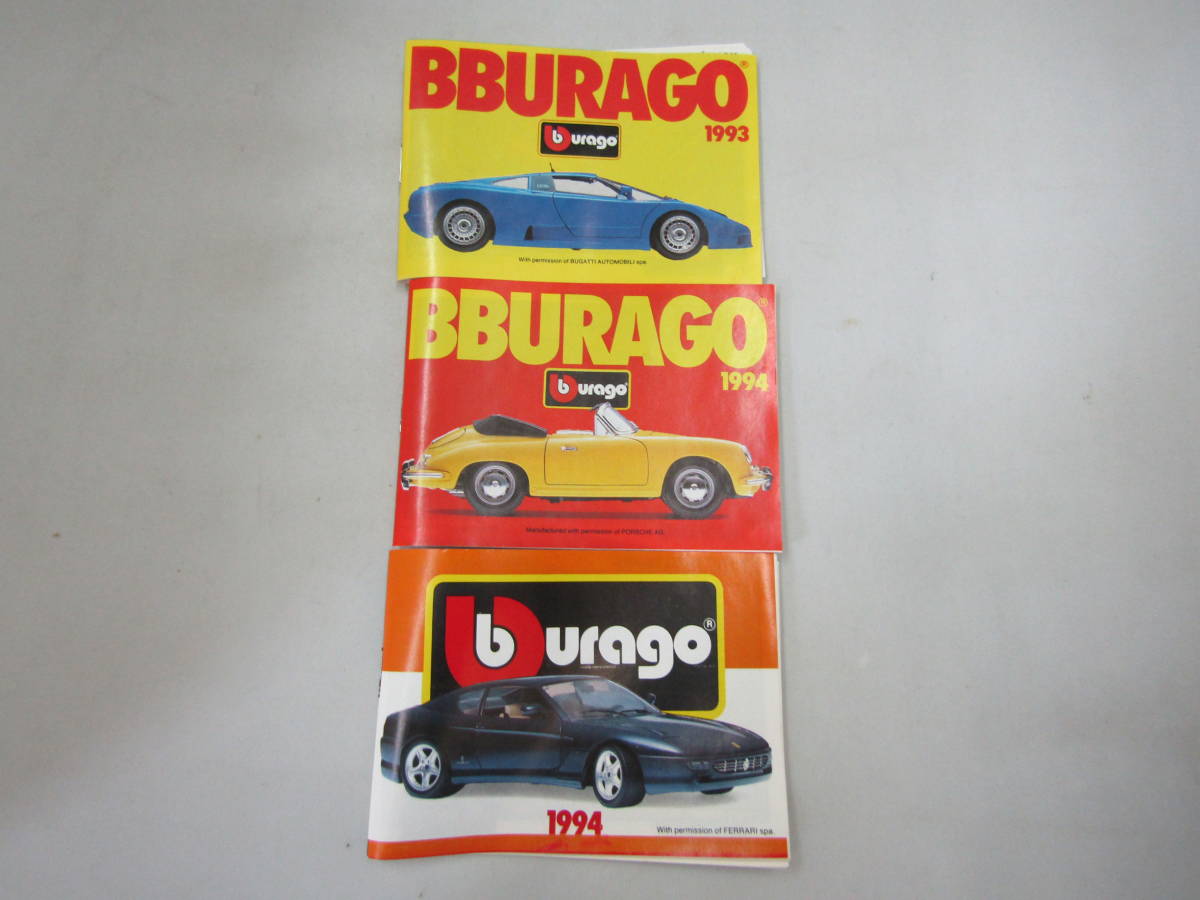 BBURAGO®
1993
burago®
With permission of BUGATTI AUTOMOBILI spa.
BBURAGO®
1994
burago®
Manufactured with permission of PORSCHE AG.
burago®
1994
With permission of FERRARI spa.